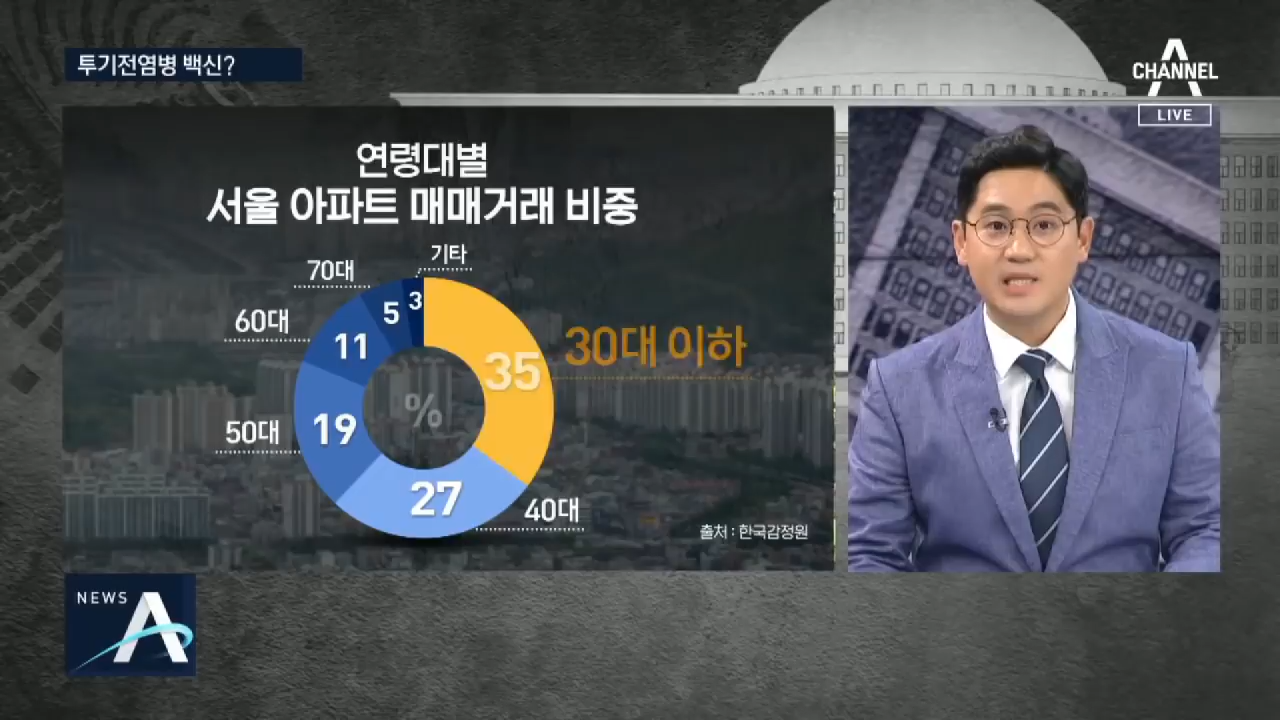 투기전염병 백신?
CHANNEL A
LIVE
연령대별
서울 아파트 매매거래 비중
기타
70대
3
5
60대
11
30대 이하
35
%
50대
19
27
40대
출처 : 한국감정원
NEWS A